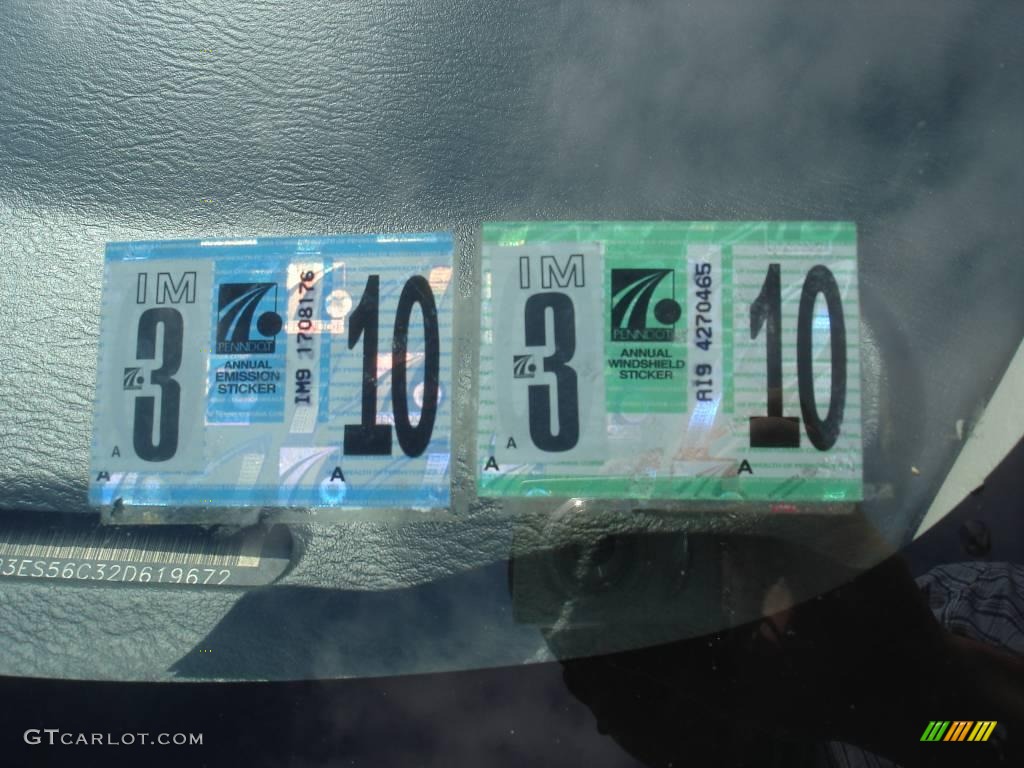 IM
3
A
A
PENNDOT
ANNUAL
EMISSION
STICKER
IM9 1708176
10
A
IM
3
A
A
PENNDOT
ANNUAL
WINDSHIELD
STICKER
AI9 4270465
10
A
3ES56C32D619672
GTCARLOT.COM